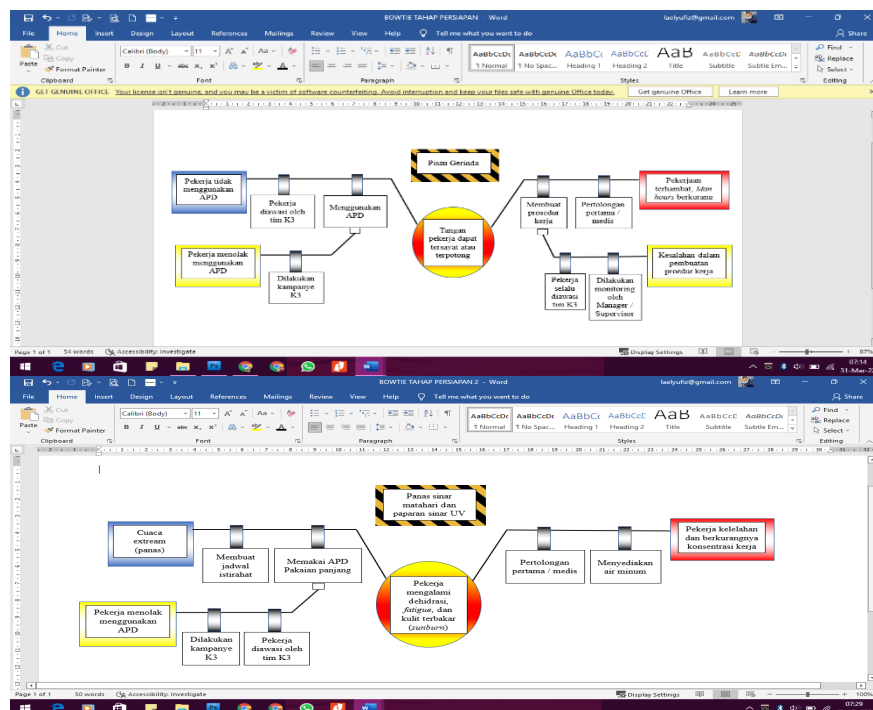 BOWTIE TAHAP PERSIAPAN - Word
laelyufiz@gmail.com
File Home Insert Design Layout References Mailings Review View Help Tell me what you want to do Share
Paste
Cut
Copy
Format Painter
Calibri (Body) 11
AaBbCcDc AaBbCcDc AaBbCc AaBbCcE AaB AaBbCcC AaBbCcDc
¶ Normal ¶ No Spac... Heading 1 Heading 2 Title Subtitle Subtle Em...
Find
Replace
Select
Clipboard Font Paragraph Styles Editing
GET GENUINE OFFICE Your license isn't genuine, and you may be a victim of software counterfeiting. Avoid interruption and keep your files safe with genuine Office today. Get genuine Office Learn more
Pisau Gerinda
Pekerja tidak
menggunakan
APD
Pekerja
diawasi oleh
tim K3
Menggunakan
APD
Pekerja menolak
menggunakan
APD
Dilakukan
kampanye
K3
Tangan
pekerja dapat
tersayat atau
terpotong
Membuat
prosedur
kerja
Pertolongan
pertama /
medis
Pekerjaan
terhambat, Man
hours berkurang
Pekerja
selalu
diawasi
tim K3
Dilakukan
monitoring
oleh
Manager /
Supervisor
Kesalahan dalam
pembuatan
proedur kerja
Page 1 of 1 54 words Accessibility: Investigate Display Settings 67%
07:14
31-Mar-2
BOWTIE TAHAP PERSIAPAN 2 - Word
laelyufiz@gmail.com
File Home Insert Design Layout References Mailings Review View Help Tell me what you want to do Share
Paste
Cut
Copy
Format Painter
Calibri (Body) 11
AaBbCcDc AaBbCcDc AaBbCc AaBbCcE AaB AaBbCcC AaBbCcDc
¶ Normal ¶ No Spac... Heading 1 Heading 2 Title Subtitle Subtle Em...
Find
Replace
Select
Clipboard Font Paragraph Styles Editing
Panas sinar
matahari dan
paparan sinar UV
Cuaca
extream
(panas)
Membuat
jadwal
istirahat
Memakai APD
Pakaian panjang
Pekerja menolak
menggunakan
APD
Dilakukan
kampanye
K3
Pekerja
diawasi oleh
tim K3
Pekerja
mengalami
dehidrasi,
fatigue, dan
kulit terbakar
(sunburn)
Pertolongan
pertama / medis
Menyediakan
air minum
Pekerja kelelahan
dan berkurangnya
konsentrasi kerja
Page 1 of 1 50 words Accessibility: Investigate Display Settings 100%
07:29